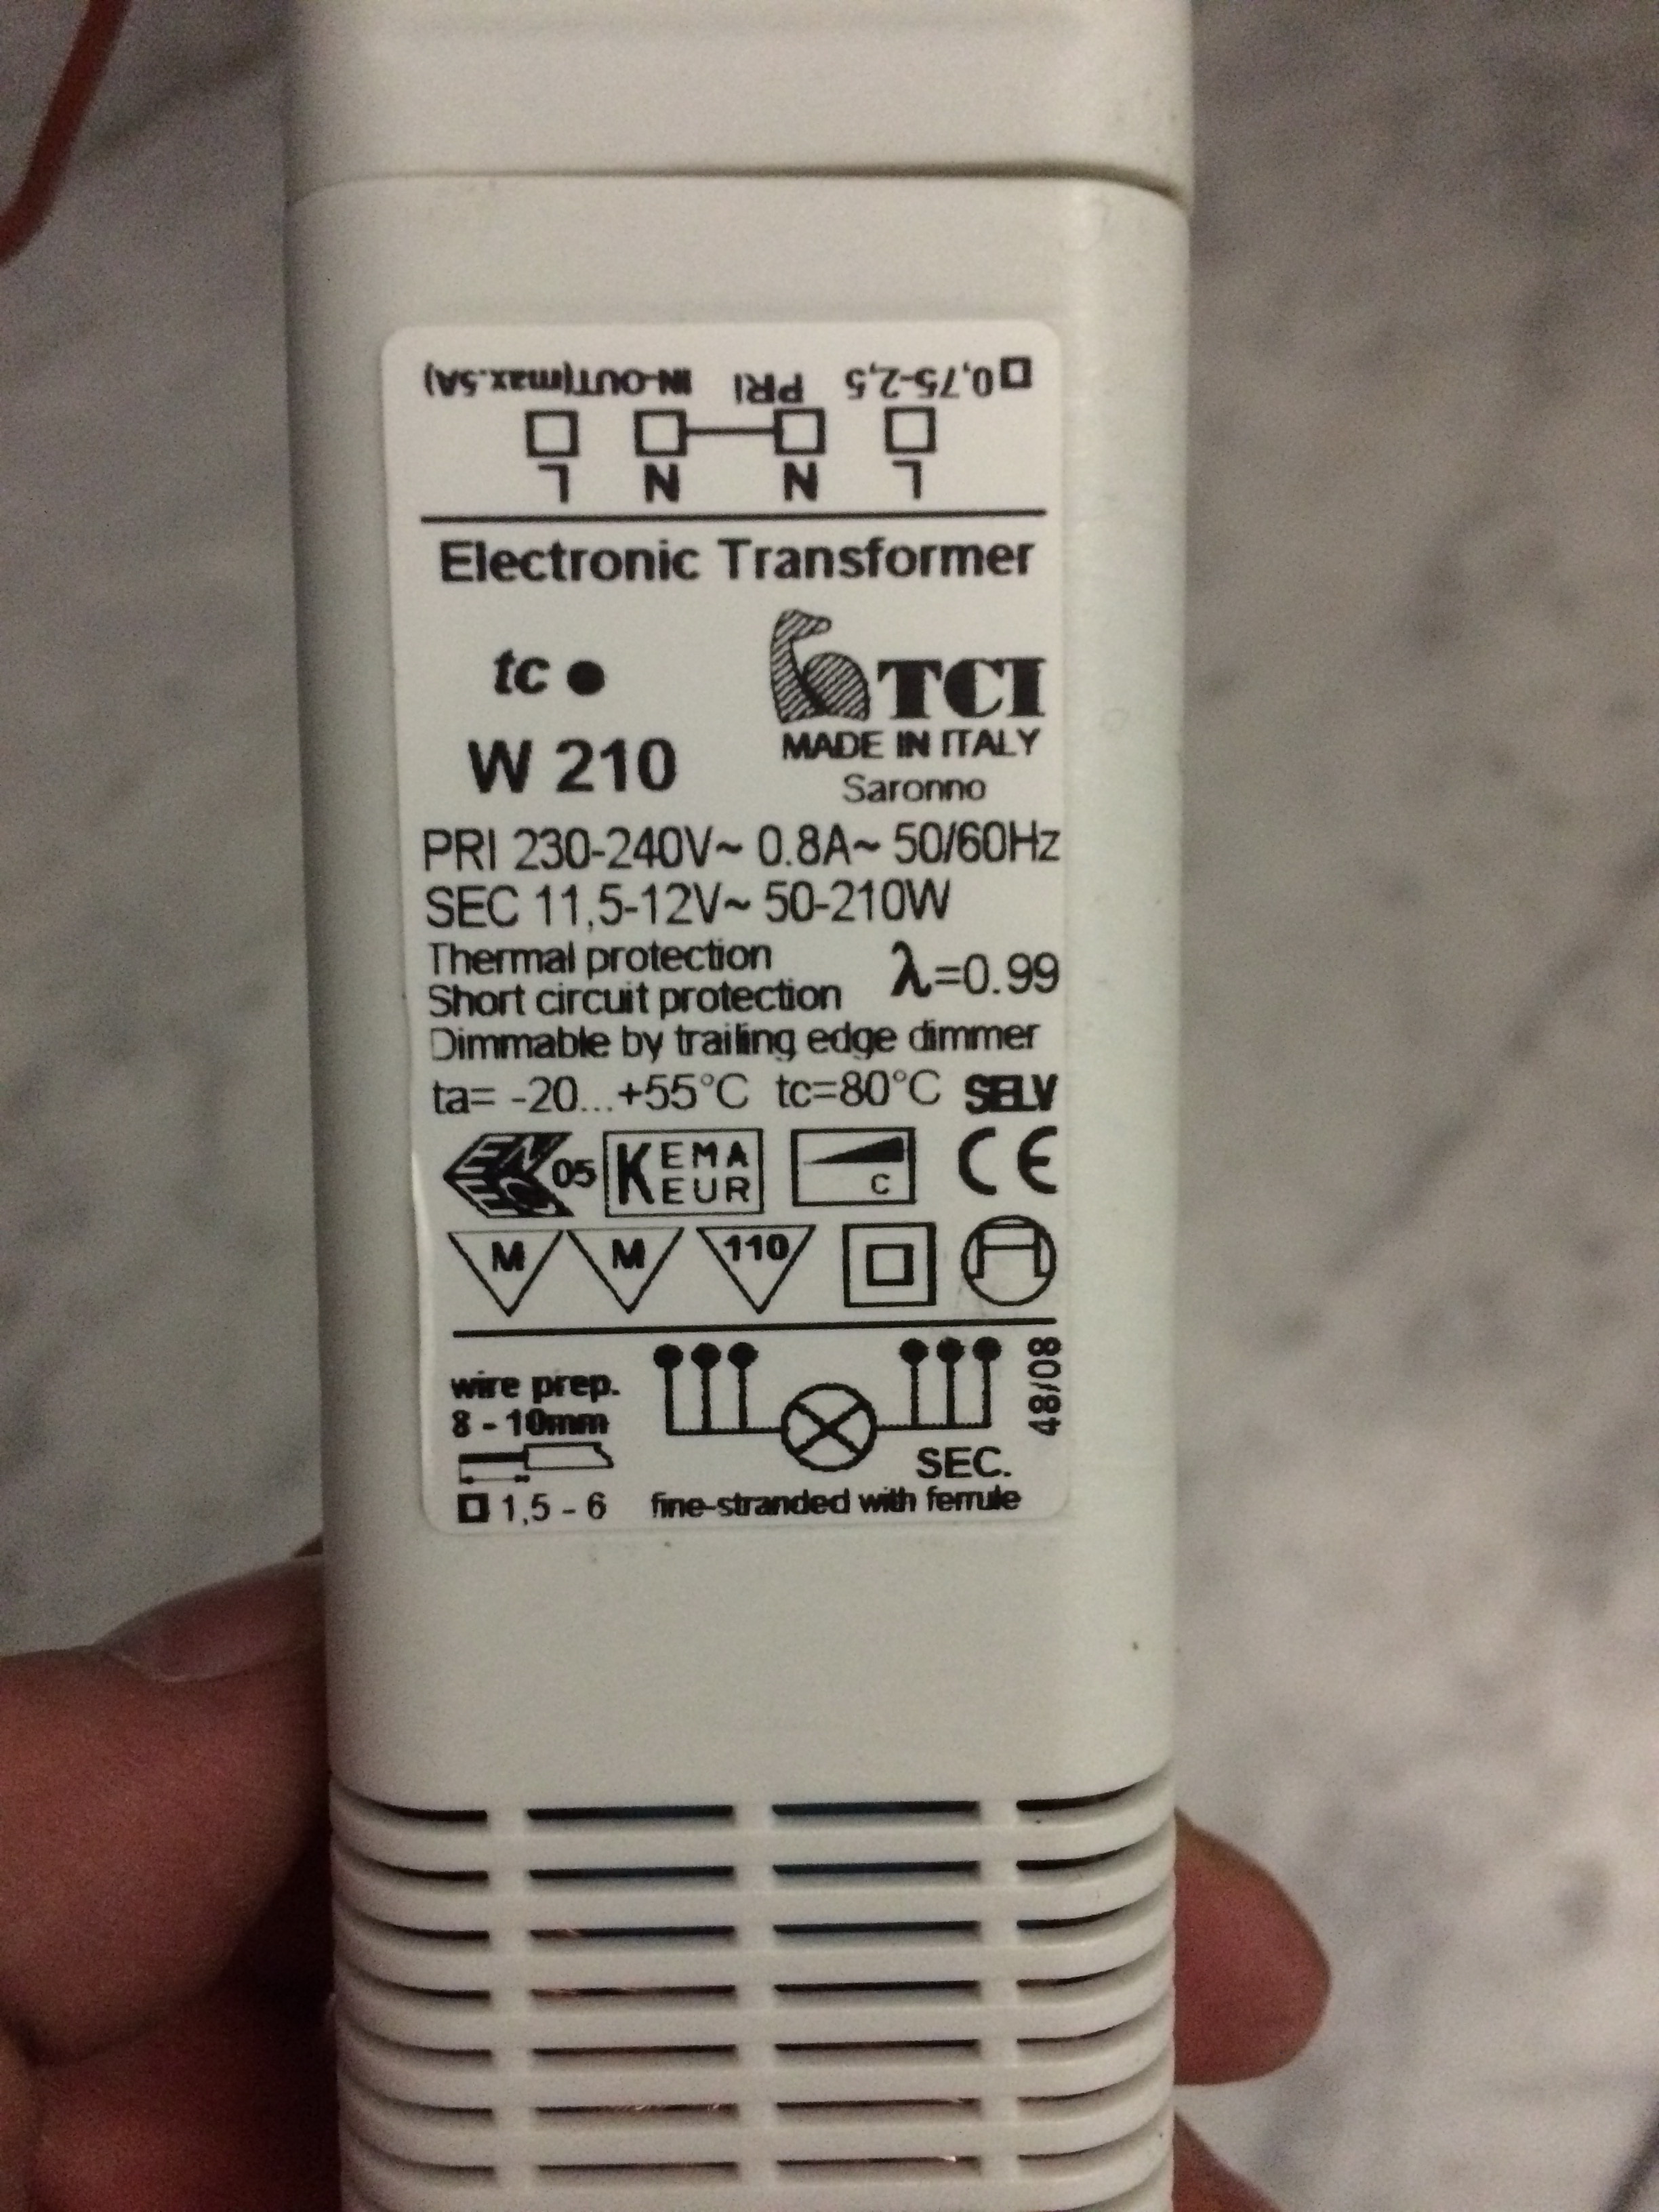 □ 0,75-2,5 PRI IN-OUT(max.5A)
L N N L
Electronic Transformer
tc ●
TCI
W 210
MADE IN ITALY
Saronno
PRI 230-240V~ 0.8A~ 50/60Hz
SEC 11,5-12V~ 50-210W
Thermal protection
Short circuit protection
λ=0.99
Dimmable by trailing edge dimmer
ta= -20...+55°C tc=80°C SELV
ENEC 05 KEMA EUR C CE
M M 110
48/08
wire prep.
8 - 10mm
SEC.
□ 1,5 - 6 fine-stranded with ferrule